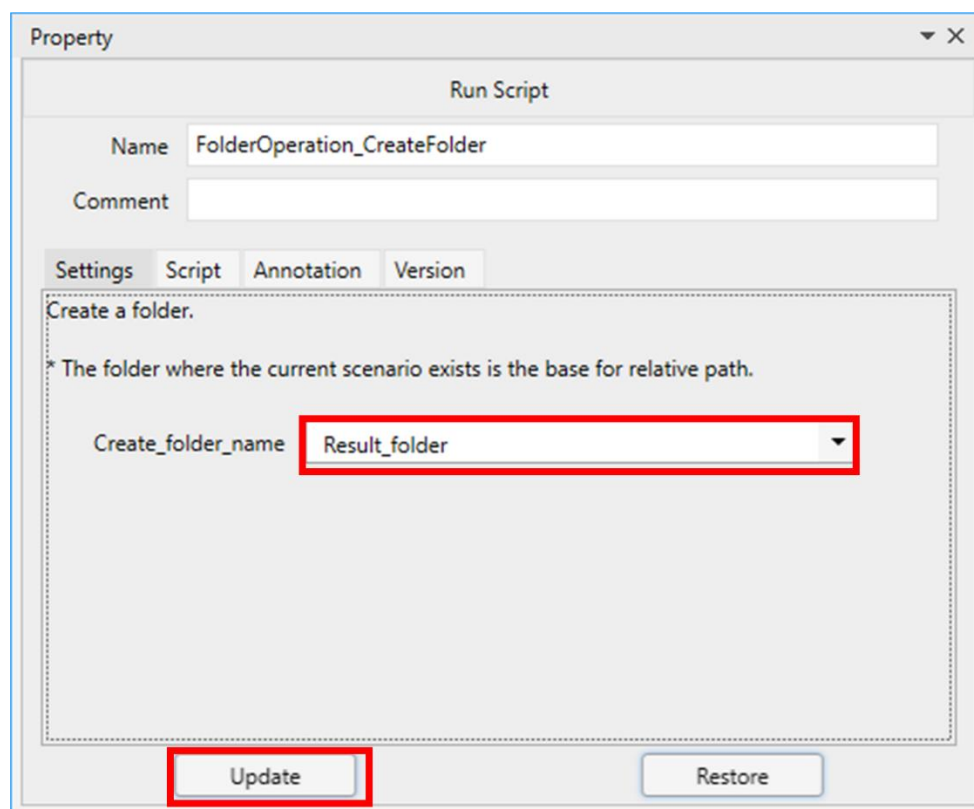 Property
Run Script
Name FolderOperation_CreateFolder
Comment
Settings Script Annotation Version
Create a folder.
* The folder where the current scenario exists is the base for relative path.
Create_folder_name Result_folder
Update Restore